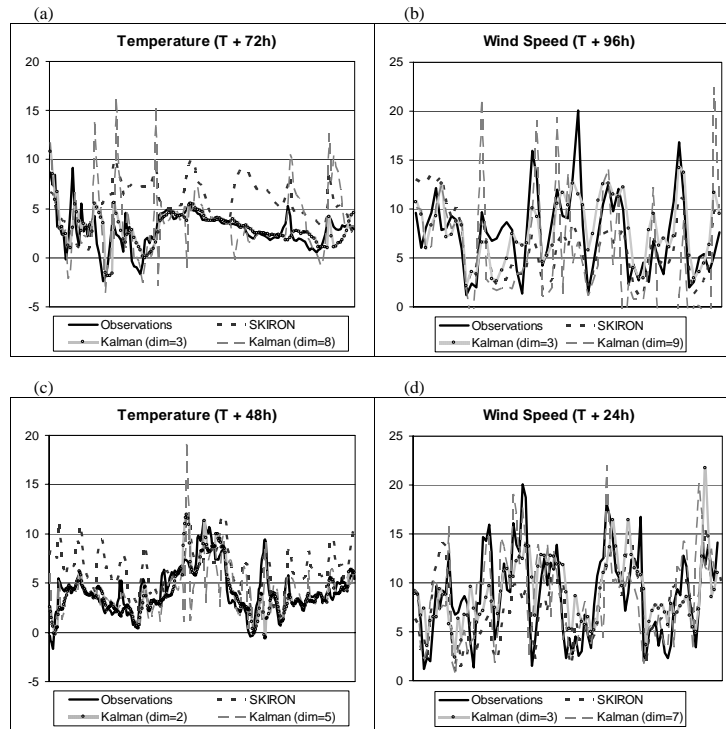 (a) (b)
Temperature (T + 72h) Wind Speed (T + 96h)
20 25
15 20
10 15
5 10
0 5
-5 0
Observations SKIRON Observations SKIRON
Kalman (dim=3) Kalman (dim=8) Kalman (dim=3) Kalman (dim=9)
(c) (d)
Temperature (T + 48h) Wind Speed (T + 24h)
20 25
15 20
10 15
5 10
0 5
-5 0
Observations SKIRON Observations SKIRON
Kalman (dim=2) Kalman (dim=5) Kalman (dim=3) Kalman (dim=7)